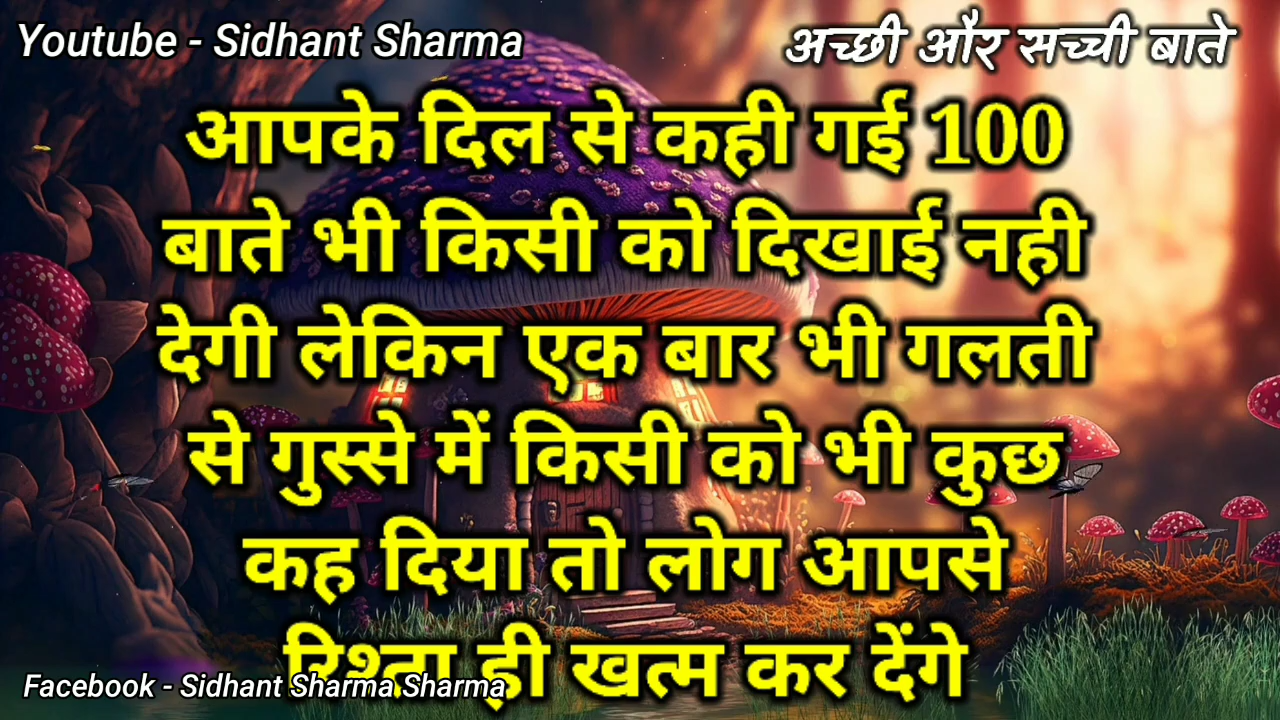 Youtube - Sidhant Sharma
अच्छी और सच्ची बाते
आपके दिल से कही गई 100
बाते भी किसी को दिखाई नही
देगी लेकिन एक बार भी गलती
से गुस्से में किसी को भी कुछ
कह दिया तो लोग आपसे
रिश्ता ही खत्म कर देंगे
Facebook - Sidhant Sharma Sharma